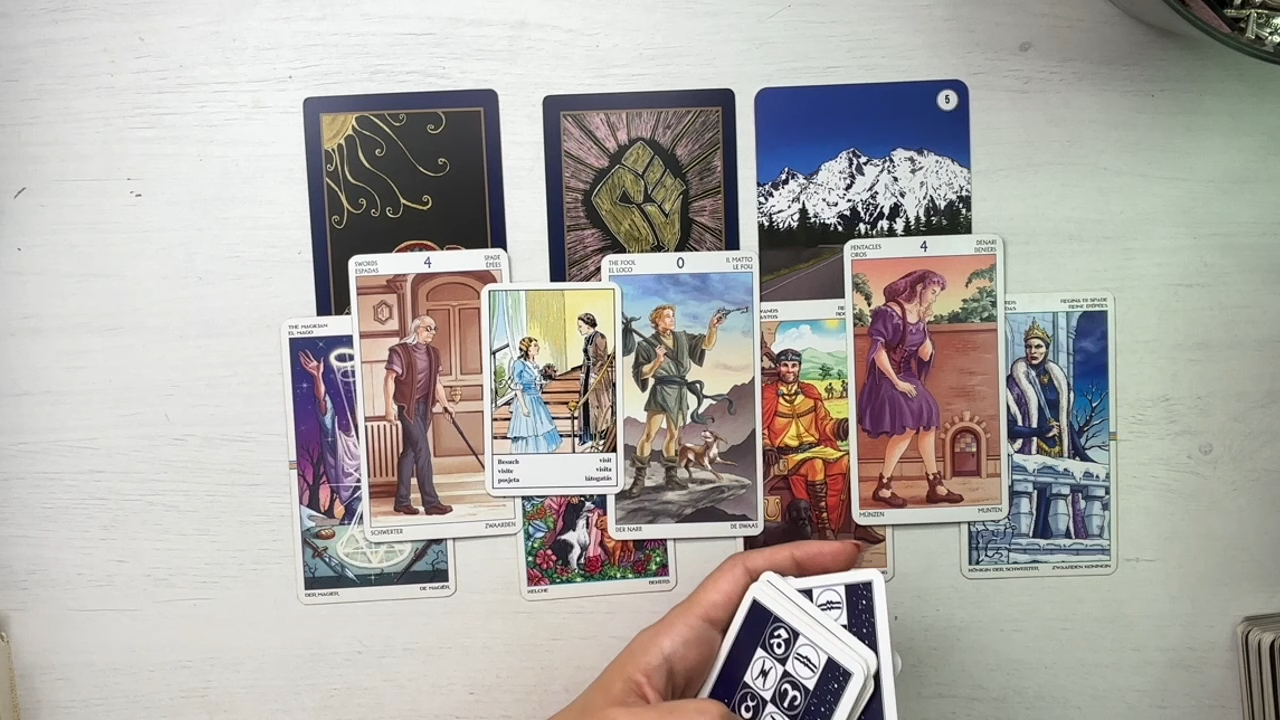 5
SWORDS
ESPADAS
4
SPADE
ÉPÉES
SCHWERTER
ZWAARDEN
THE FOOL
EL LOCO
0
IL MATTO
LE FOU
DER NARR
DE DWAAS
PENTACLES
OROS
4
DENARI
DENIERS
MÜNZEN
MUNTEN
Besuch
visite
posjeta
visit
visita
látogatás
THE MAGICIAN
EL MAGO
DER MAGIER
DE MAGIËR
KELCHE
BEKERS
REGINA DI SPADE
REINE D'ÉPÉES
KÖNIGIN DER SCHWERTER
ZWAARDEN KONINGIN